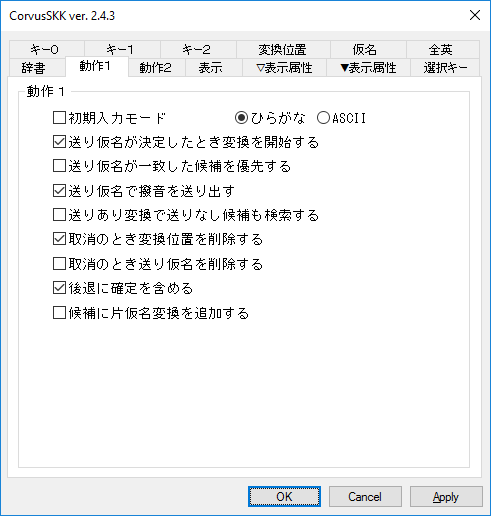 CorvusSKK ver. 2.4.3
キー0 キー1 キー2 変換位置 仮名 全英
辞書 動作1 動作2 表示 ▽表示属性 ▼表示属性 選択キー
動作1
初期入力モード ひらがな ASCII
送り仮名が決定したとき変換を開始する
送り仮名が一致した候補を優先する
送り仮名で撥音を送り出す
送りあり変換で送りなし候補も検索する
取消のとき変換位置を削除する
取消のとき送り仮名を削除する
後退に確定を含める
候補に片仮名変換を追加する
OK Cancel Apply